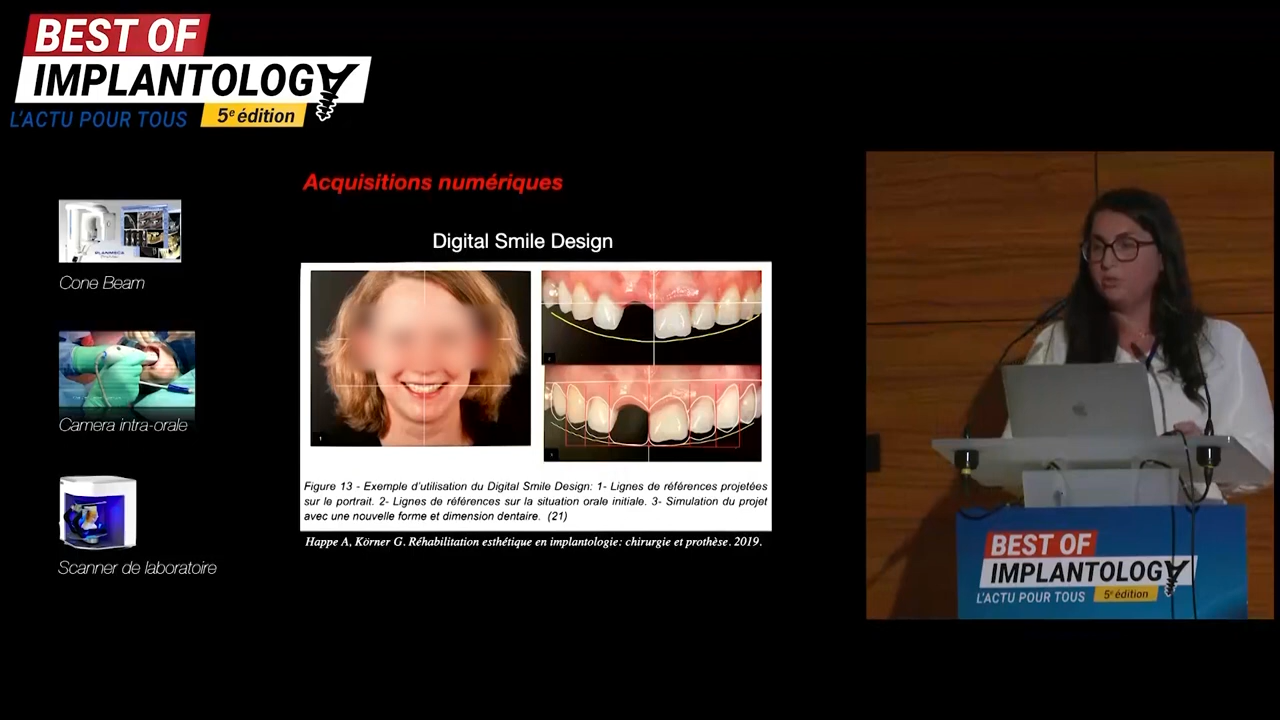 BEST OF
IMPLANTOLOGY
L'ACTU POUR TOUS
5e édition
Acquisitions numériques
Digital Smile Design
PLANMECA
Cone Beam
Camera intra-orale
Scanner de laboratoire
Figure 13 - Exemple d'utilisation du Digital Smile Design: 1- Lignes de références projetées
sur le portrait. 2- Lignes de références sur la situation orale initiale. 3- Simulation du projet
avec une nouvelle forme et dimension dentaire. (21)
Happe A, Körner G. Réhabilitation esthétique en implantologie: chirurgie et prothèse. 2019.
BEST OF
IMPLANTOLOGY
L'ACTU POUR TOUS
5e édition